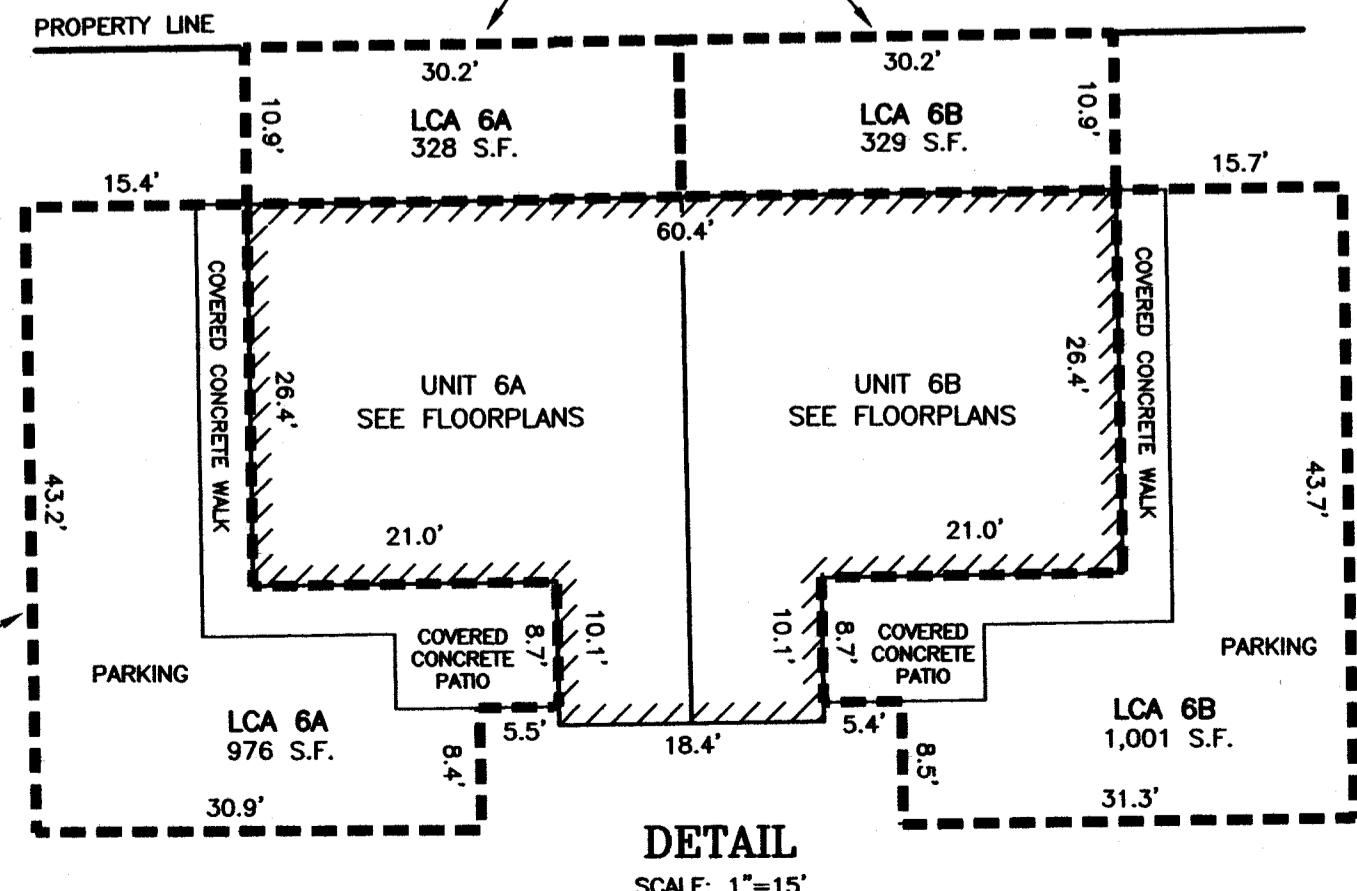 PROPERTY LINE
30.2'
30.2'
10.9'
LCA 6A
328 S.F.
LCA 6B
329 S.F.
10.9'
15.4'
15.7'
60.4'
COVERED CONCRETE WALK
26.4'
UNIT 6A
SEE FLOORPLANS
UNIT 6B
SEE FLOORPLANS
26.4'
COVERED CONCRETE WALK
43.2'
21.0'
21.0'
43.7'
PARKING
COVERED
CONCRETE
PATIO
8.7'
10.1'
10.1'
8.7'
COVERED
CONCRETE
PATIO
PARKING
LCA 6A
976 S.F.
5.5'
18.4'
5.4'
LCA 6B
1,001 S.F.
8.4'
8.5'
30.9'
31.3'
DETAIL
SCALE: 1"=15'